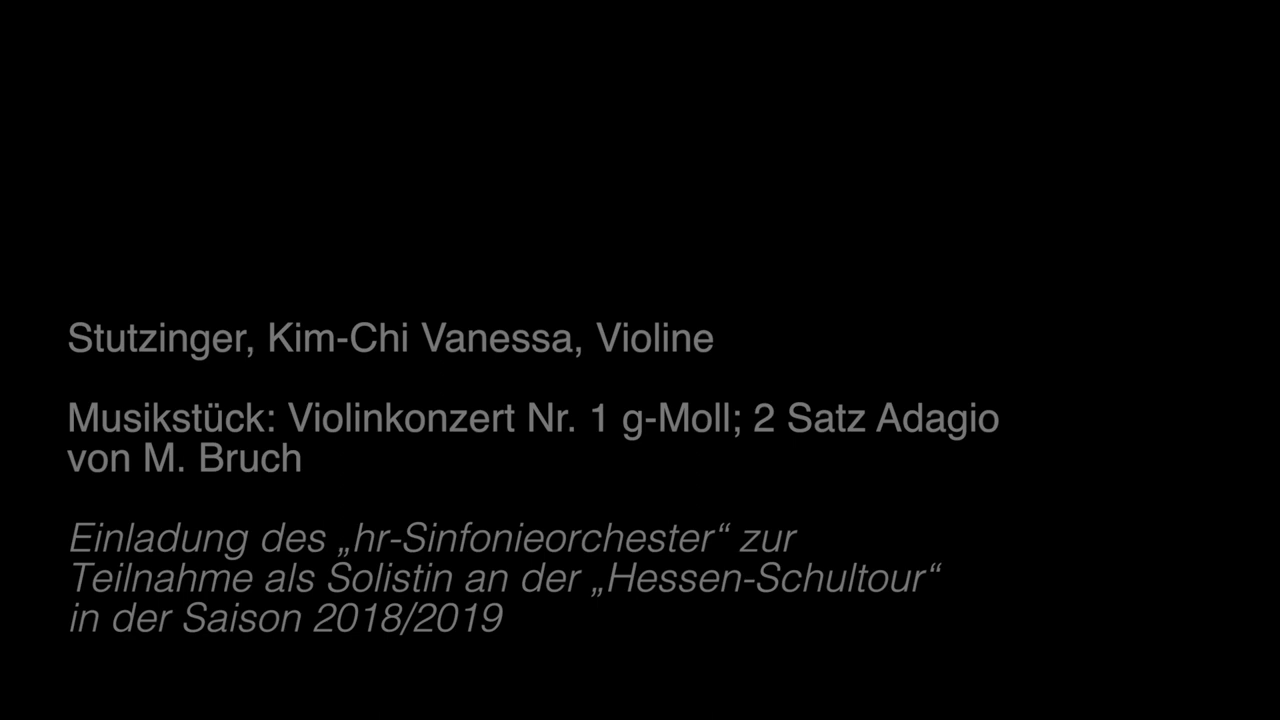 Stutzinger, Kim-Chi Vanessa, Violine
Musikstück: Violinkonzert Nr. 1 g-Moll; 2 Satz Adagio
von M. Bruch
Einladung des „hr-Sinfonieorchester“ zur
Teilnahme als Solistin an der „Hessen-Schultour“
in der Saison 2018/2019